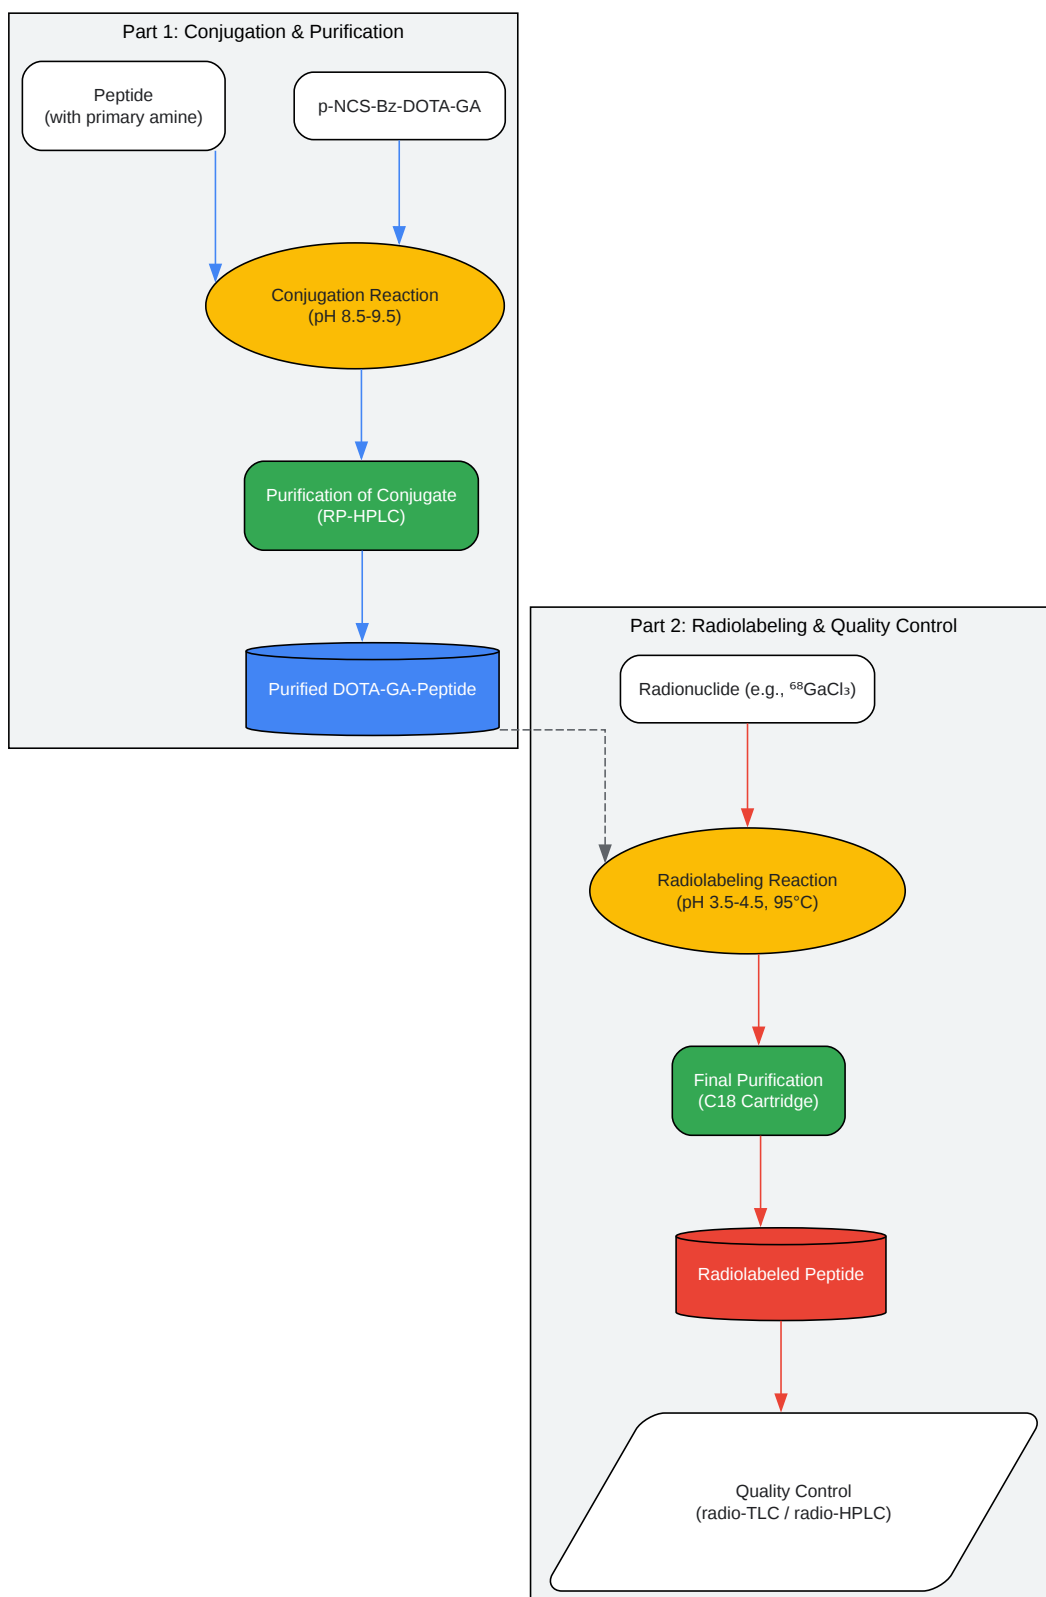 Part 1: Conjugation & Purification
Peptide
(with primary amine)
p-NCS-Bz-DOTA-GA
Conjugation Reaction
(pH 8.5-9.5)
Purification of Conjugate
(RP-HPLC)
Purified DOTA-GA-Peptide
Part 2: Radiolabeling & Quality Control
Radionuclide (e.g., ⁶⁸GaCl₃)
Radiolabeling Reaction
(pH 3.5-4.5, 95°C)
Final Purification
(C18 Cartridge)
Radiolabeled Peptide
Quality Control
(radio-TLC / radio-HPLC)